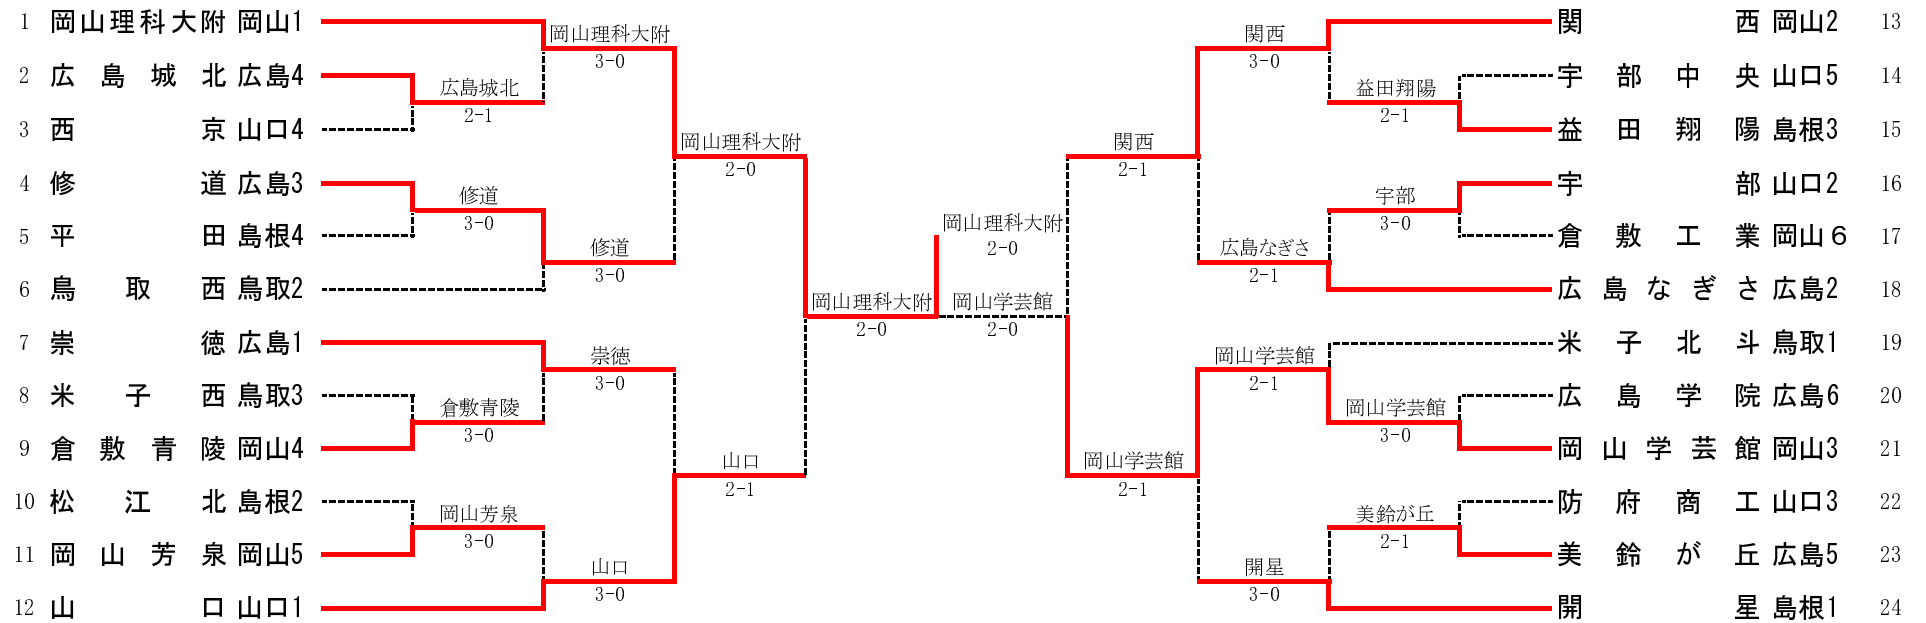 1 岡山理科大附 岡山1
2 広島城北 広島4
3 西京 山口4
4 修道 広島3
5 平田 島根4
6 鳥取西 鳥取2
7 崇徳 広島1
8 米子西 鳥取3
9 倉敷青陵 岡山4
10 松江北 島根2
11 岡山芳泉 岡山5
12 山口 山口1
広島城北
2-1
修道
3-0
倉敷青陵
3-0
岡山芳泉
3-0
岡山理科大附
3-0
修道
3-0
崇徳
3-0
山口
3-0
岡山理科大附
2-0
山口
2-1
岡山理科大附
2-0
岡山理科大附
2-0
岡山学芸館
2-0
関西
2-1
岡山学芸館
2-1
関西
3-0
広島なぎさ
2-1
岡山学芸館
2-1
開星
3-0
益田翔陽
2-1
宇部
3-0
岡山学芸館
3-0
美鈴が丘
2-1
関西 岡山2 13
宇部中央 山口5 14
益田翔陽 島根3 15
宇部 山口2 16
倉敷工業 岡山6 17
広島なぎさ 広島2 18
米子北斗 鳥取1 19
広島学院 広島6 20
岡山学芸館 岡山3 21
防府商工 山口3 22
美鈴が丘 広島5 23
開星 島根1 24